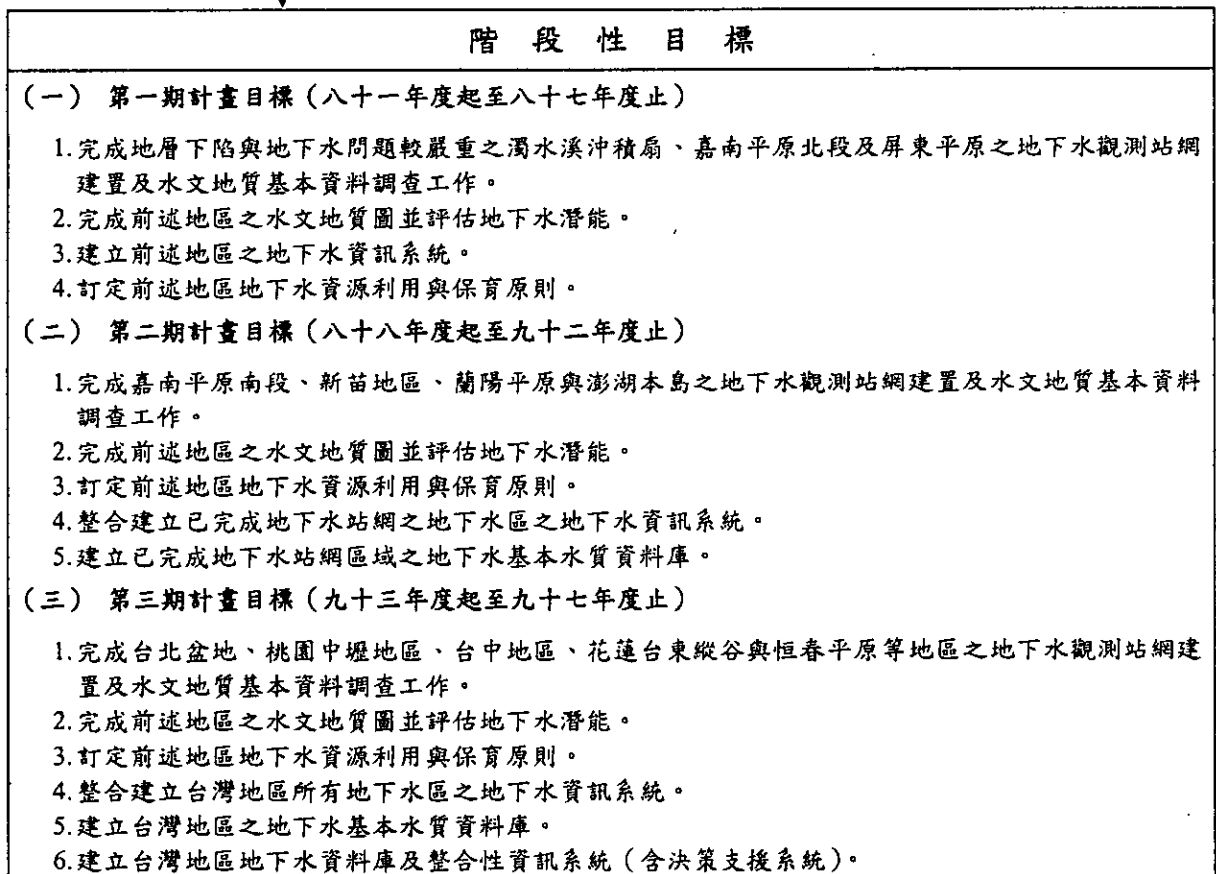 階段性目標
(一) 第一期計畫目標（八十一年度起至八十七年度止）
1.完成地層下陷與地下水問題較嚴重之濁水溪沖積扇、嘉南平原北段及屏東平原之地下水觀測站網
建置及水文地質基本資料調查工作。
2.完成前述地區之水文地質圖並評估地下水潛能。
3.建立前述地區之地下水資訊系統。
4.訂定前述地區地下水資源利用與保育原則。
(二) 第二期計畫目標（八十八年度起至九十二年度止）
1.完成嘉南平原南段、新苗地區、蘭陽平原與澎湖本島之地下水觀測站網建置及水文地質基本資料
調查工作。
2.完成前述地區之水文地質圖並評估地下水潛能。
3.訂定前述地區地下水資源利用與保育原則。
4.整合建立已完成地下水站網之地下水區之地下水資訊系統。
5.建立已完成地下水站網區域之地下水基本水質資料庫。
(三) 第三期計畫目標（九十三年度起至九十七年度止）
1.完成台北盆地、桃園中壢地區、台中地區、花蓮台東縱谷與恒春平原等地區之地下水觀測站網建
置及水文地質基本資料調查工作。
2.完成前述地區之水文地質圖並評估地下水潛能。
3.訂定前述地區地下水資源利用與保育原則。
4.整合建立台灣地區所有地下水區之地下水資訊系統。
5.建立台灣地區之地下水基本水質資料庫。
6.建立台灣地區地下水資料庫及整合性資訊系統（含決策支援系統）。